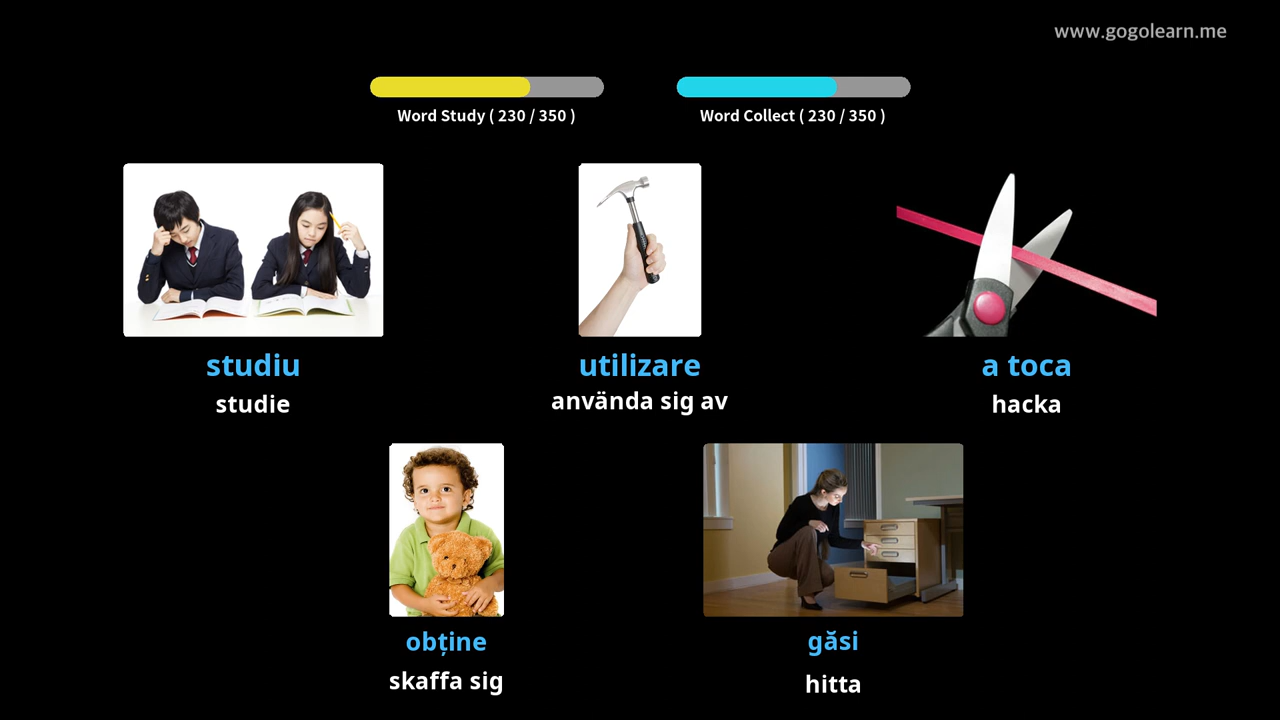 www.gogolearn.me
Word Study ( 230 / 350 )
Word Collect ( 230 / 350 )
studiu
studie
utilizare
använda sig av
a toca
hacka
obține
skaffa sig
găsi
hitta